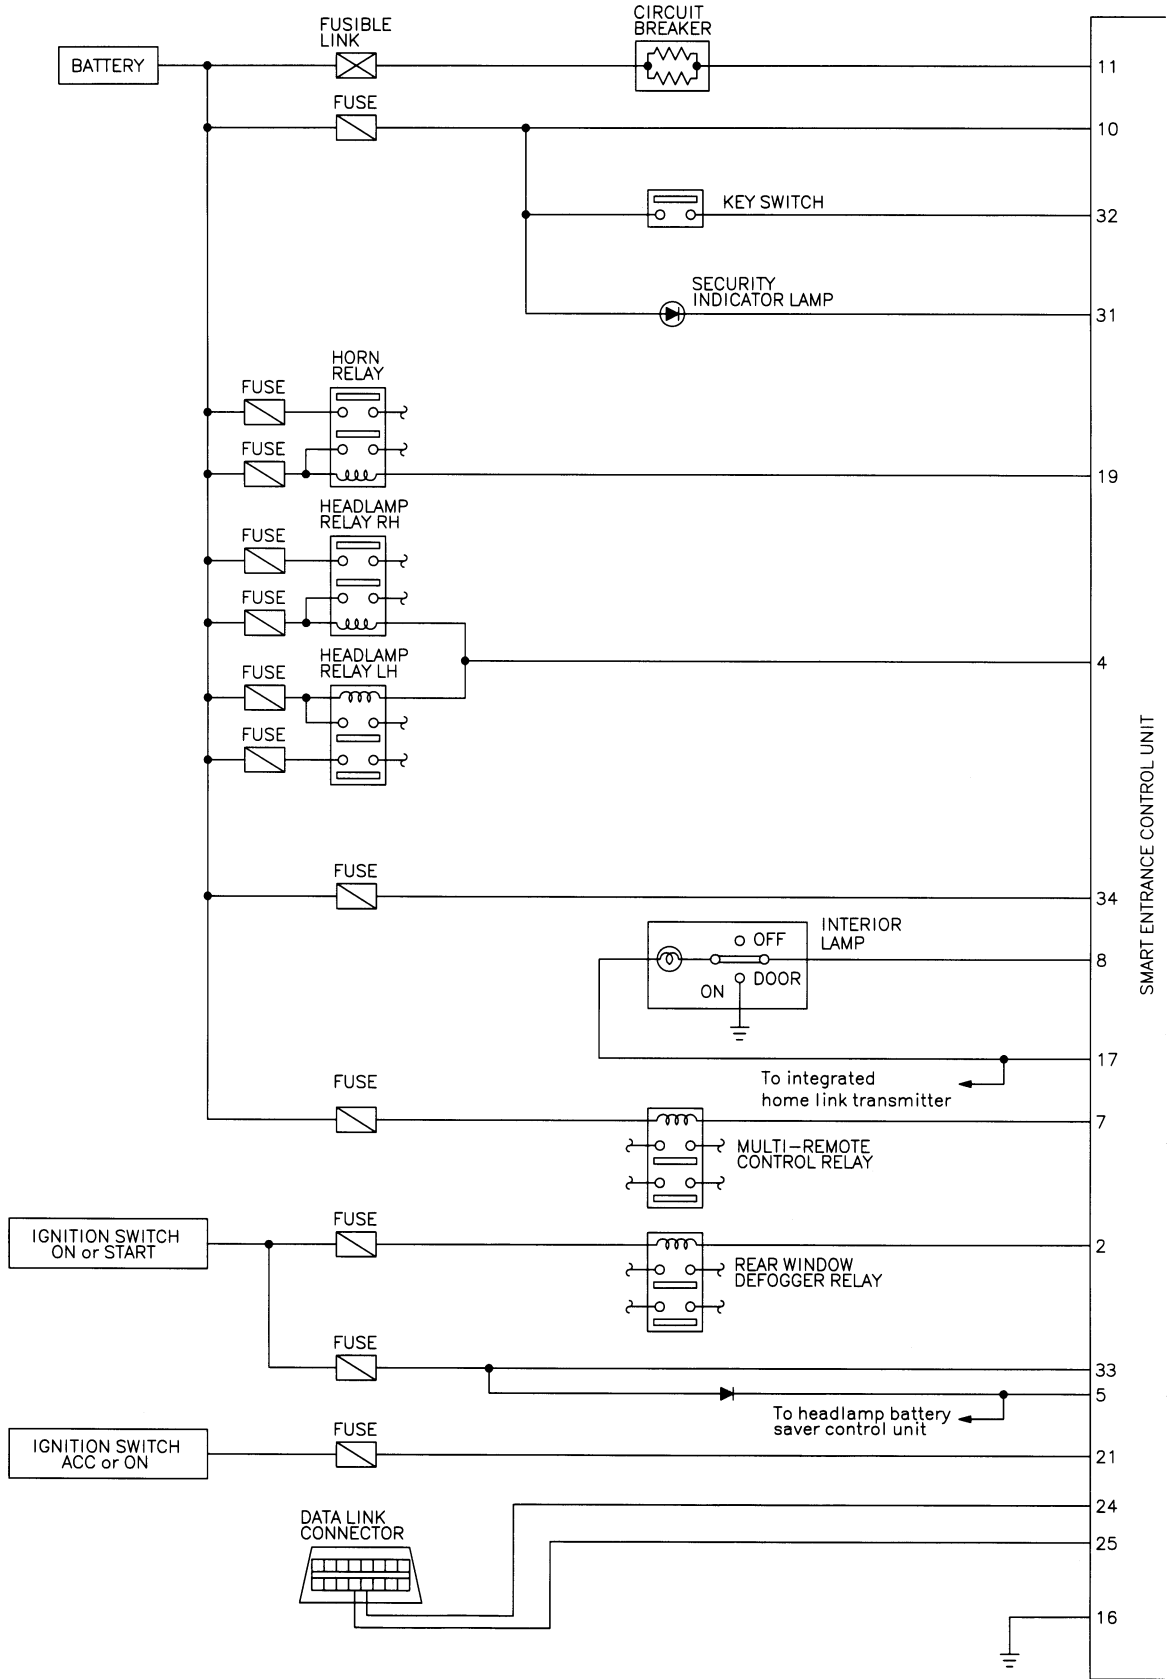 CIRCUIT
BREAKER
FUSIBLE
LINK
BATTERY
11
FUSE
10
KEY SWITCH
32
SECURITY
INDICATOR LAMP
31
HORN
RELAY
FUSE
FUSE
19
HEADLAMP
RELAY RH
FUSE
FUSE
HEADLAMP
RELAY LH
4
FUSE
FUSE
SMART ENTRANCE CONTROL UNIT
FUSE
34
INTERIOR
LAMP
OFF
8
DOOR
ON
17
To integrated
home link transmitter
FUSE
7
MULTI-REMOTE
CONTROL RELAY
FUSE
IGNITION SWITCH
ON or START
2
REAR WINDOW
DEFOGGER RELAY
FUSE
33
5
To headlamp battery
saver control unit
FUSE
IGNITION SWITCH
ACC or ON
21
24
DATA LINK
CONNECTOR
25
16